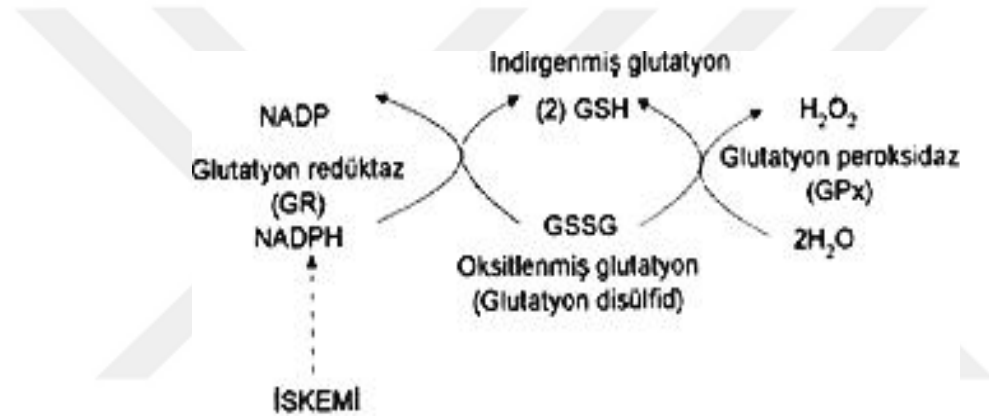 İndirgenmiş glutatyon
NADP
(2) GSH
H₂O₂
Glutatyon redüktaz
(GR)
NADPH
Glutatyon peroksidaz
(GPx)
GSSG
2H₂O
Oksitlenmiş glutatyon
(Glutatyon disülfid)
İSKEMİ